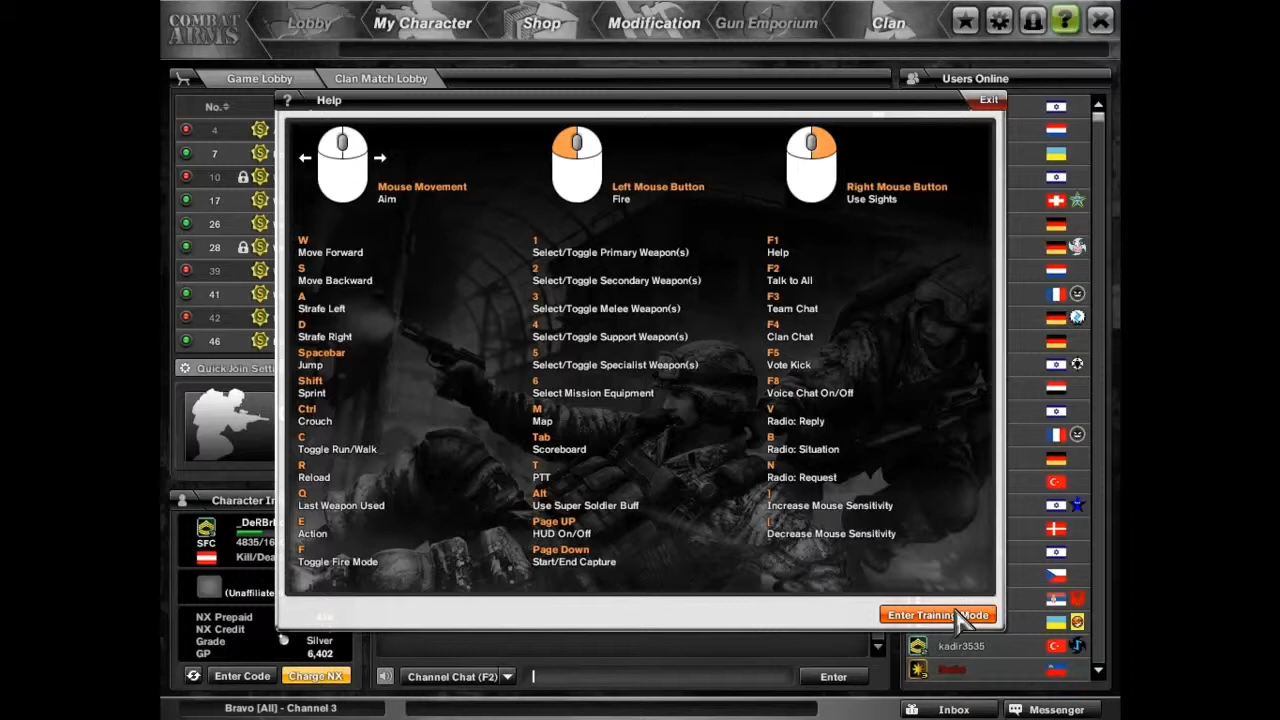 COMBAT ARMS
Lobby My Character Shop Modification Gun Emporium Clan
Game Lobby Clan Match Lobby Users Online
No.
? Help Exit
4
7
10
17
26
28
39
41
42
46
Quick Join Setti
Mouse Movement
Aim
Left Mouse Button
Fire
Right Mouse Button
Use Sights
W
Move Forward
S
Move Backward
A
Strafe Left
D
Strafe Right
Spacebar
Jump
Shift
Sprint
Ctrl
Crouch
C
Toggle Run/Walk
R
Reload
Q
Last Weapon Used
E
Action
F
Toggle Fire Mode
1
Select/Toggle Primary Weapon(s)
2
Select/Toggle Secondary Weapon(s)
3
Select/Toggle Melee Weapon(s)
4
Select/Toggle Support Weapon(s)
5
Select/Toggle Specialist Weapon(s)
6
Select Mission Equipment
M
Map
Tab
Scoreboard
T
PTT
Alt
Use Super Soldier Buff
Page UP
HUD On/Off
Page Down
Start/End Capture
F1
Help
F2
Talk to All
F3
Team Chat
F4
Clan Chat
F5
Vote Kick
F8
Voice Chat On/Off
V
Radio: Reply
B
Radio: Situation
N
Radio: Request
]
Increase Mouse Sensitivity
[
Decrease Mouse Sensitivity
Enter Training Mode
Character In
_DeRBr
SFC 4835/16
Kill/Dea
(Unaffiliate
NX Prepaid
NX Credit
Grade Silver
GP 6,402
Enter Code Charge NX
Channel Chat (F2) Enter
kadir3535
Bravo [All] - Channel 3
Inbox Messenger